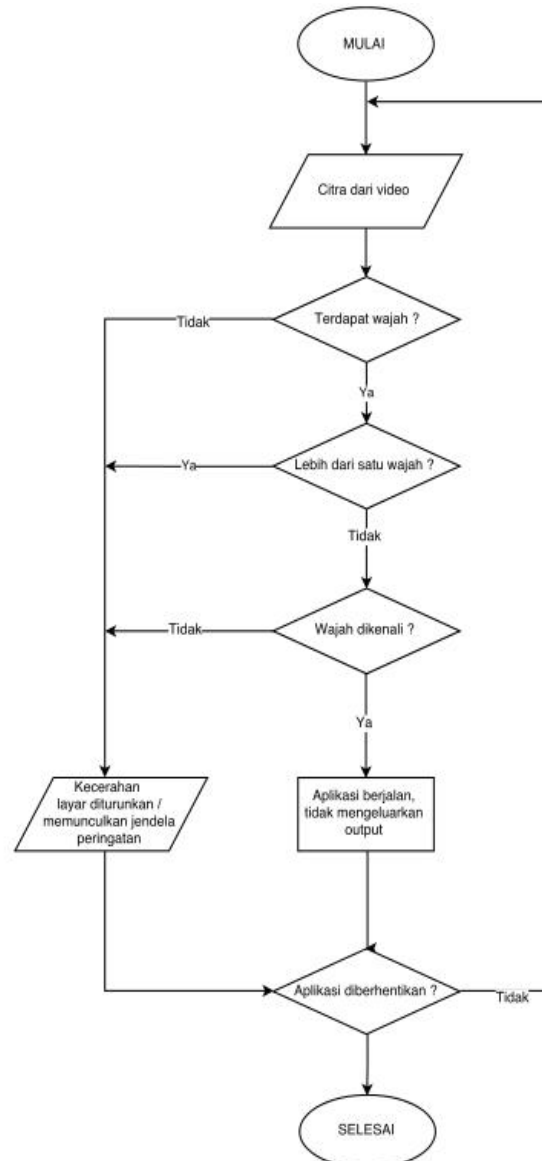 MULAI
Citra dari video
Terdapat wajah ?
Tidak
Ya
Lebih dari satu wajah ?
Ya
Tidak
Wajah dikenali ?
Tidak
Ya
Kecerahan
layar diturunkan /
memunculkan jendela
peringatan
Aplikasi berjalan,
tidak mengeluarkan
output
Aplikasi diberhentikan ?
Tidak
SELESAI